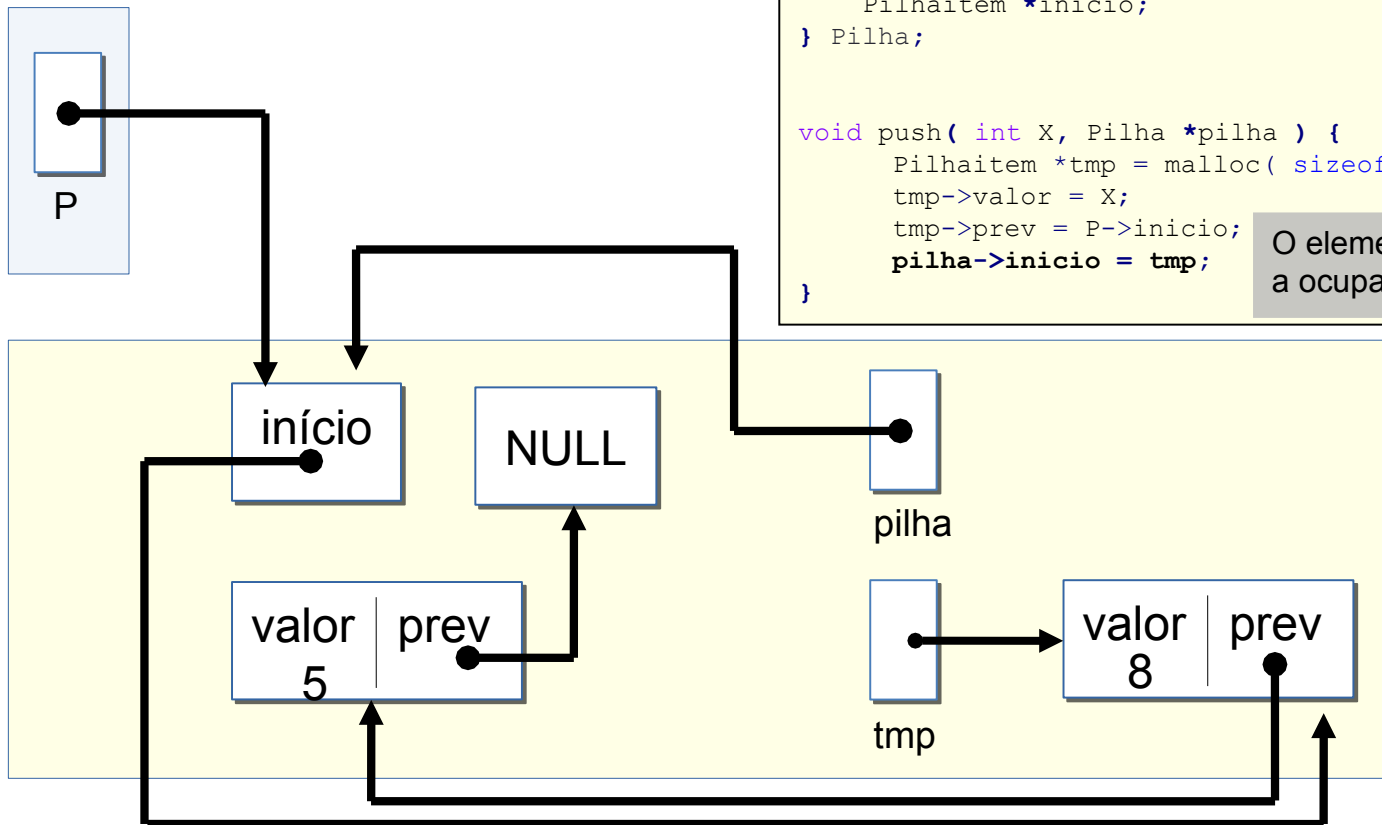 Pilhaitem *inicio;
} Pilha;
void push( int X, Pilha *pilha ) {
Pilhaitem *tmp = malloc( sizeof
tmp->valor = X;
tmp->prev = P->inicio;
pilha->inicio = tmp;
}
O eleme
a ocupa
P
início
NULL
pilha
valor prev
5
valor prev
8
tmp